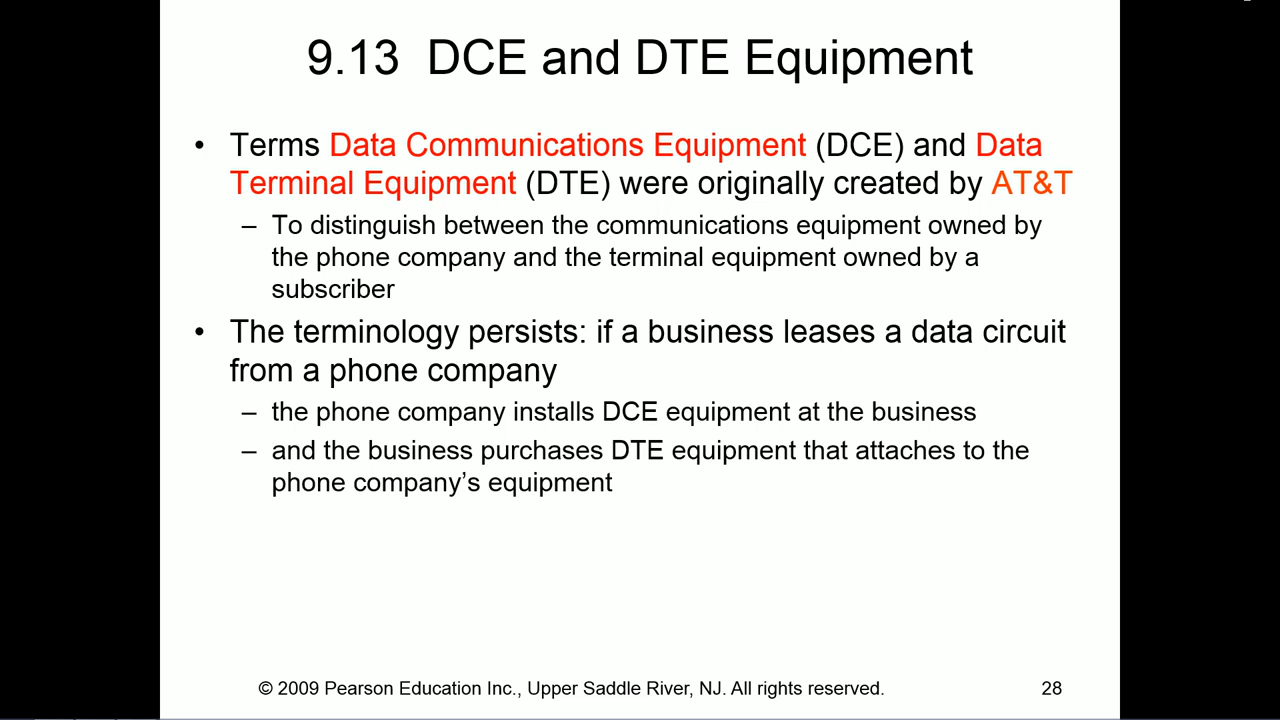 9.13 DCE and DTE Equipment
• Terms Data Communications Equipment (DCE) and Data
Terminal Equipment (DTE) were originally created by AT&T
– To distinguish between the communications equipment owned by
the phone company and the terminal equipment owned by a
subscriber
• The terminology persists: if a business leases a data circuit
from a phone company
– the phone company installs DCE equipment at the business
– and the business purchases DTE equipment that attaches to the
phone company’s equipment
© 2009 Pearson Education Inc., Upper Saddle River, NJ. All rights reserved. 28